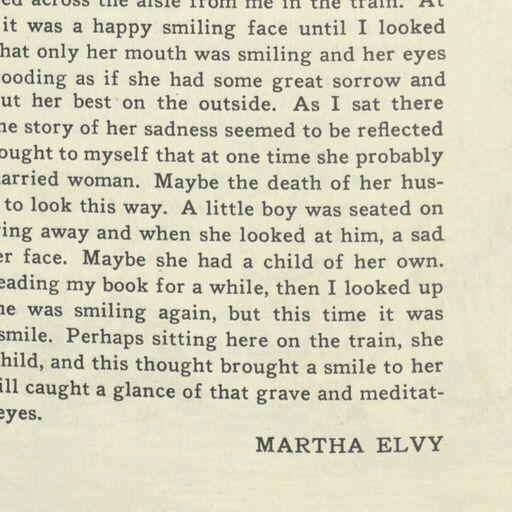 across the aisle from me in the train. At
it was a happy smiling face until I looked
that only her mouth was smiling and her eyes
ooding as if she had some great sorrow and
ut her best on the outside. As I sat there
he story of her sadness seemed to be reflected
ought to myself that at one time she probably
arried woman. Maybe the death of her hus-
to look this way. A little boy was seated on
ing away and when she looked at him, a sad
er face. Maybe she had a child of her own.
eading my book for a while, then I looked up
he was smiling again, but this time it was
smile. Perhaps sitting here on the train, she
hild, and this thought brought a smile to her
ill caught a glance of that grave and meditat-
eyes.
MARTHA ELVY